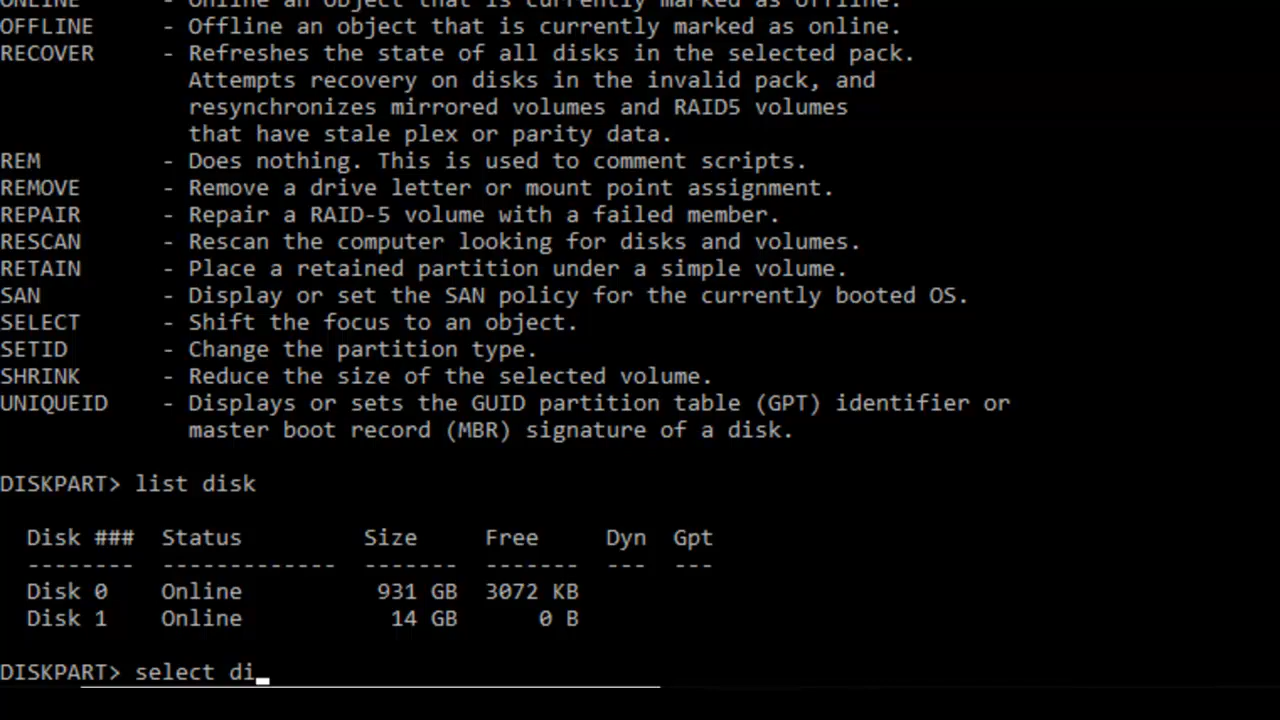 ONLINE - Online an object that is currently marked as offline.
OFFLINE - Offline an object that is currently marked as online.
RECOVER - Refreshes the state of all disks in the selected pack.
Attempts recovery on disks in the invalid pack, and
resynchronizes mirrored volumes and RAID5 volumes
that have stale plex or parity data.
REM - Does nothing. This is used to comment scripts.
REMOVE - Remove a drive letter or mount point assignment.
REPAIR - Repair a RAID-5 volume with a failed member.
RESCAN - Rescan the computer looking for disks and volumes.
RETAIN - Place a retained partition under a simple volume.
SAN - Display or set the SAN policy for the currently booted OS.
SELECT - Shift the focus to an object.
SETID - Change the partition type.
SHRINK - Reduce the size of the selected volume.
UNIQUEID - Displays or sets the GUID partition table (GPT) identifier or
master boot record (MBR) signature of a disk.
DISKPART> list disk
Disk ### Status Size Free Dyn Gpt
-------- ------------- ------- ------- --- ---
Disk 0 Online 931 GB 3072 KB
Disk 1 Online 14 GB 0 B
DISKPART> select di_